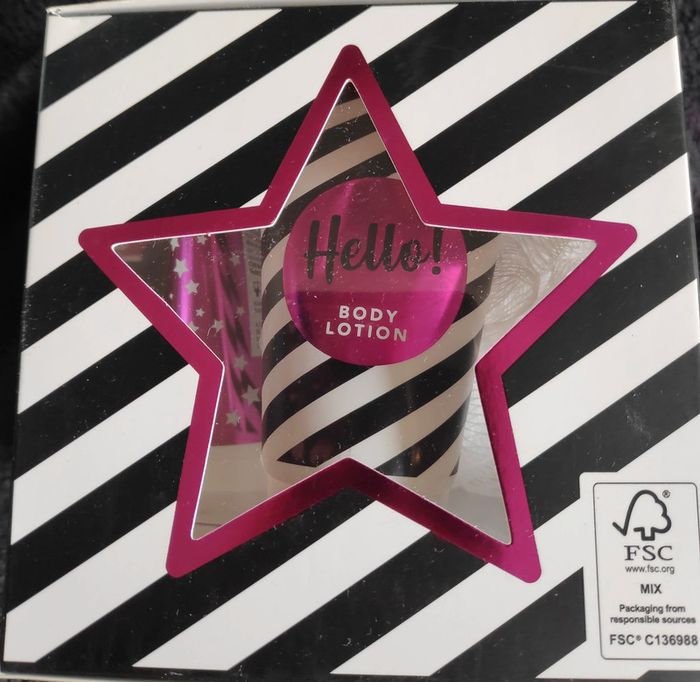 Hello!
BODY
LOTION
FSC
www.fsc.org
MIX
Packaging from
responsible sources
FSC® C136988